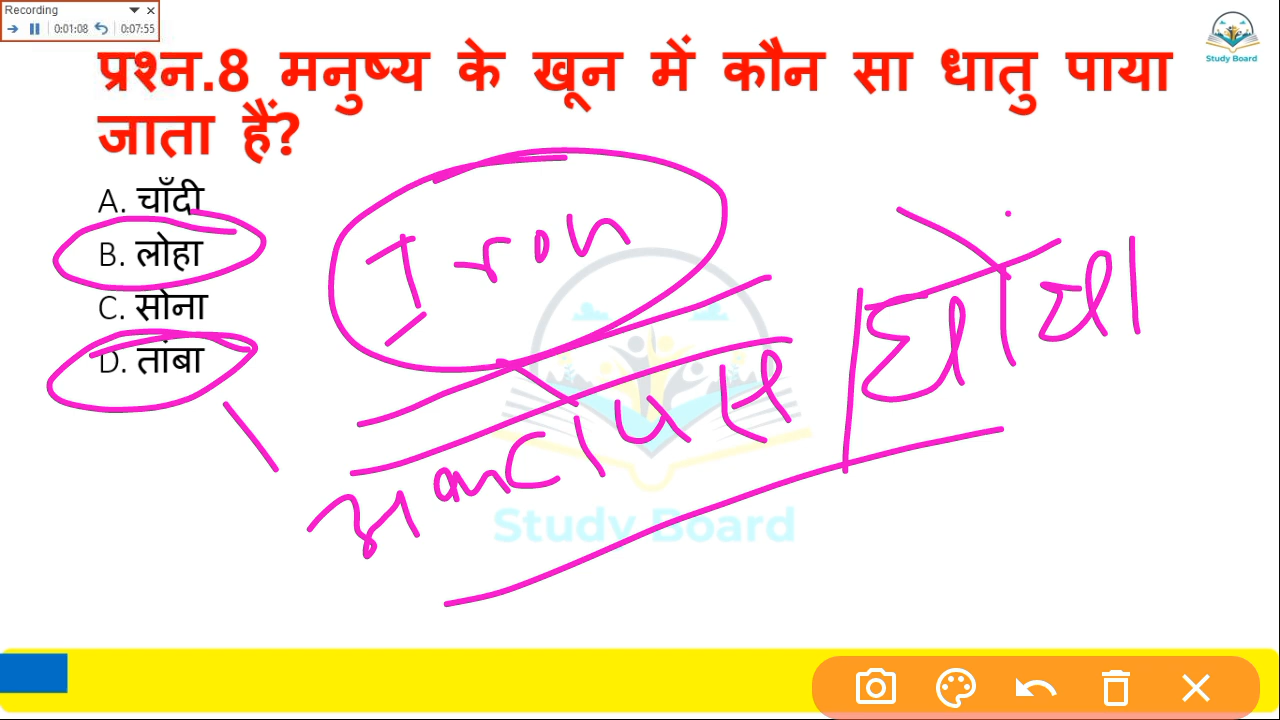 Recording
0:01:08 0:07:55
Study Board
प्रश्न.8 मनुष्य के खून में कौन सा धातु पाया
जाता हैं?
A. चाँदी
B. लोहा
C. सोना
D. तांबा
Iron
घोंघा
Study Board